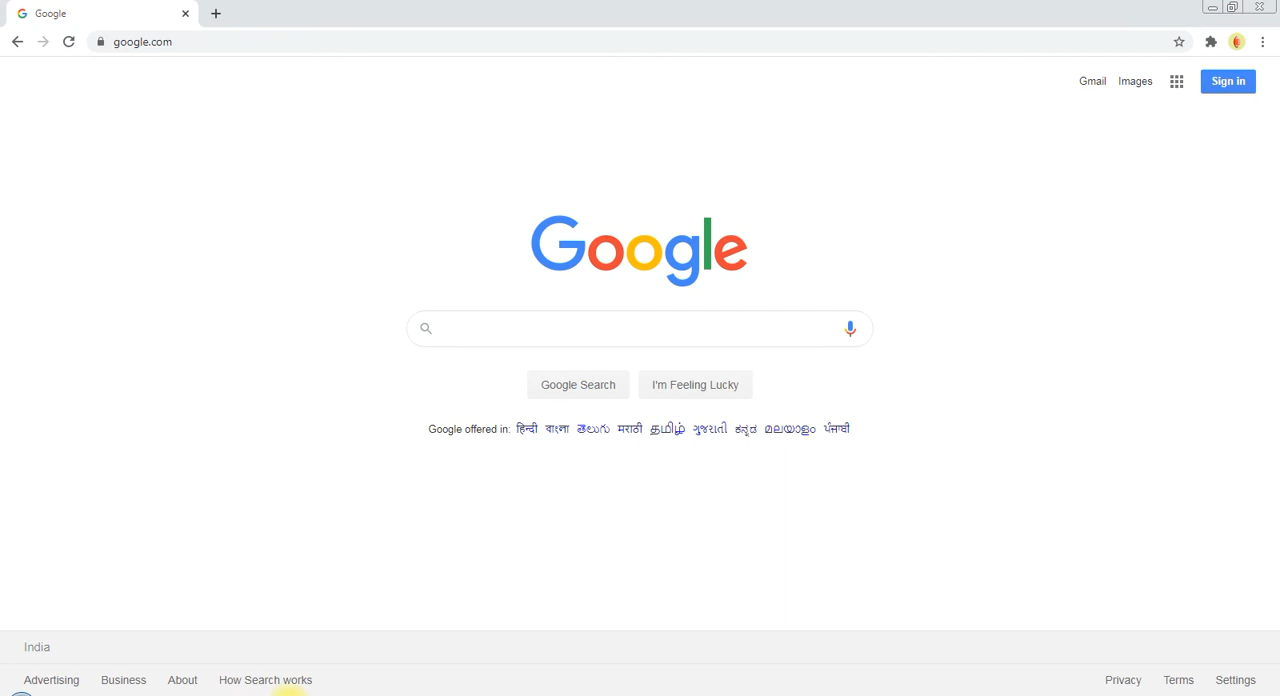 Google
google.com
Gmail Images Sign in
Google
Google Search I'm Feeling Lucky
Google offered in: हिन्दी বাংলা తెలుగు मराठी தமிழ் ગુજરાતી ಕನ್ನಡ മലയാളം ਪੰਜਾਬੀ
India
Advertising Business About How Search works Privacy Terms Settings